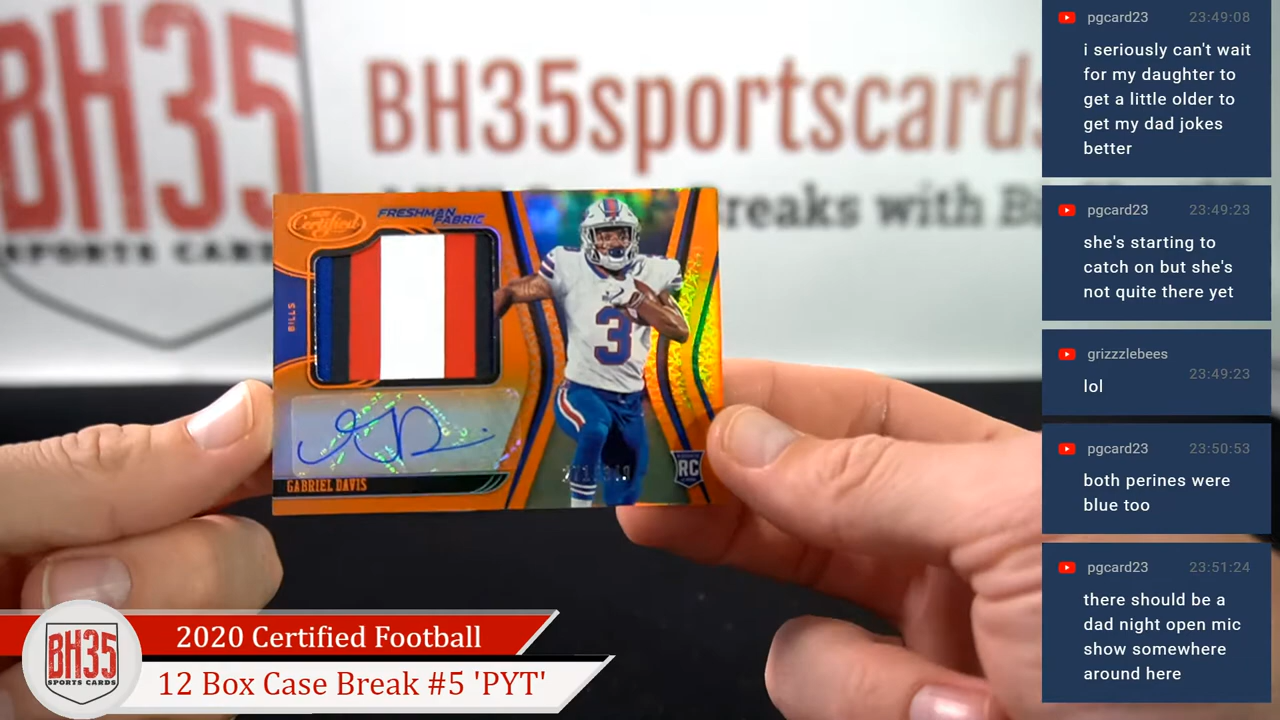 BH35
SPORTS CARDS
BH35sportscards
reaks with B
Certified
FRESHMAN
FABRIC
BILLS
3
GABRIEL DAVIS
RC
BH35
SPORTS CARDS
2020 Certified Football
12 Box Case Break #5 'PYT'
pgcard23 23:49:08
i seriously can't wait
for my daughter to
get a little older to
get my dad jokes
better
pgcard23 23:49:23
she's starting to
catch on but she's
not quite there yet
grizzzlebees 23:49:23
lol
pgcard23 23:50:53
both perines were
blue too
pgcard23 23:51:24
there should be a
dad night open mic
show somewhere
around here